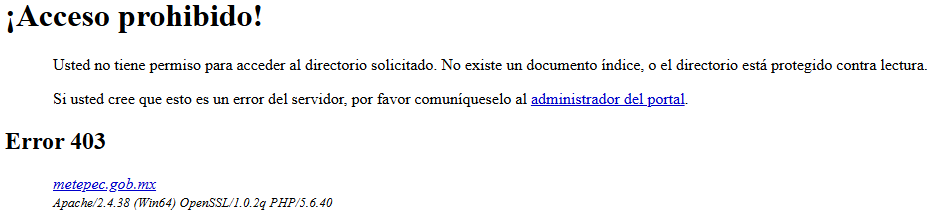 ¡Acceso prohibido!
Usted no tiene permiso para acceder al directorio solicitado. No existe un documento índice, o el directorio está protegido contra lectura.
Si usted cree que esto es un error del servidor, por favor comuníqueselo al administrador del portal.
Error 403
metepec.gob.mx
Apache/2.4.38 (Win64) OpenSSL/1.0.2q PHP/5.6.40